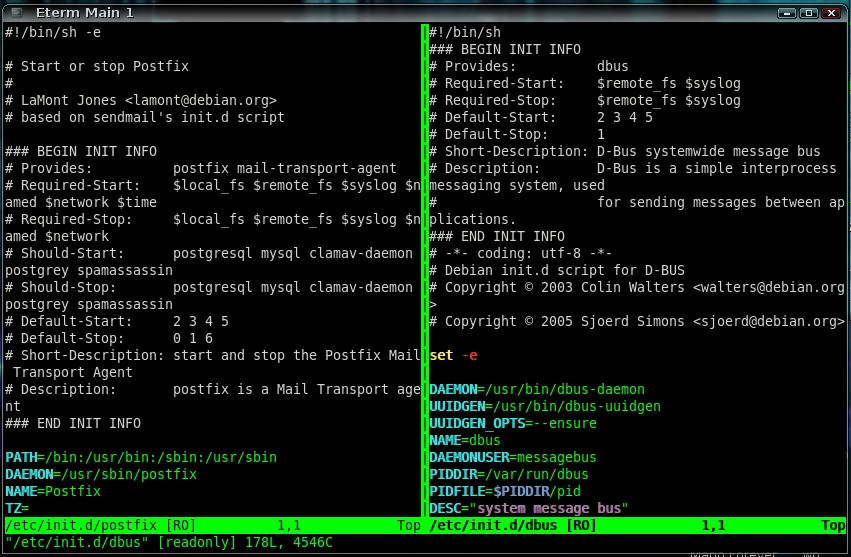 Eterm Main 1
#!/bin/sh -e
# Start or stop Postfix
#
# LaMont Jones <lamont@debian.org>
# based on sendmail's init.d script
### BEGIN INIT INFO
# Provides:          postfix mail-transport-agent
# Required-Start:    $local_fs $remote_fs $syslog $n
amed $network $time
# Required-Stop:     $local_fs $remote_fs $syslog $n
amed $network
# Should-Start:      postgresql mysql clamav-daemon
postgrey spamassassin
# Should-Stop:       postgresql mysql clamav-daemon
postgrey spamassassin
# Default-Start:     2 3 4 5
# Default-Stop:      0 1 6
# Short-Description: start and stop the Postfix Mail
 Transport Agent
# Description:       postfix is a Mail Transport age
nt
### END INIT INFO
PATH=/bin:/usr/bin:/sbin:/usr/sbin
DAEMON=/usr/sbin/postfix
NAME=Postfix
TZ=
/etc/init.d/postfix [RO]          1,1            Top
#!/bin/sh
### BEGIN INIT INFO
# Provides:          dbus
# Required-Start:    $remote_fs $syslog
# Required-Stop:     $remote_fs $syslog
# Default-Start:     2 3 4 5
# Default-Stop:      1
# Short-Description: D-Bus systemwide message bus
# Description:       D-Bus is a simple interprocess
messaging system, used
#                    for sending messages between ap
plications.
### END INIT INFO
# -*- coding: utf-8 -*-
# Debian init.d script for D-BUS
# Copyright © 2003 Colin Walters <walters@debian.org
>
# Copyright © 2005 Sjoerd Simons <sjoerd@debian.org>
set -e
DAEMON=/usr/bin/dbus-daemon
UUIDGEN=/usr/bin/dbus-uuidgen
UUIDGEN_OPTS=--ensure
NAME=dbus
DAEMONUSER=messagebus
PIDDIR=/var/run/dbus
PIDFILE=$PIDDIR/pid
DESC="system message bus"
/etc/init.d/dbus [RO]             1,1            Top
"/etc/init.d/dbus" [readonly] 178L, 4546C